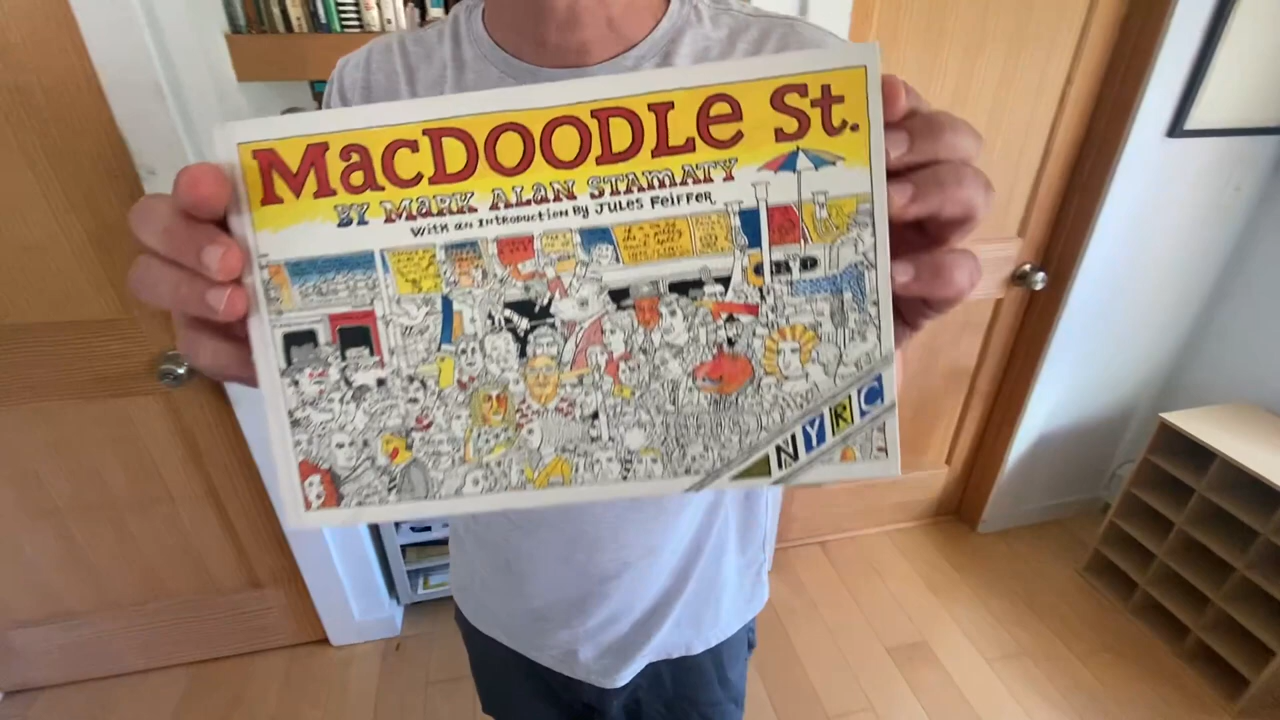 MacDOODLe St.
BY MaRK ALAN STAMATY
WitH an InTRODUCTIOn By JULES FeiFFeR
NYRC